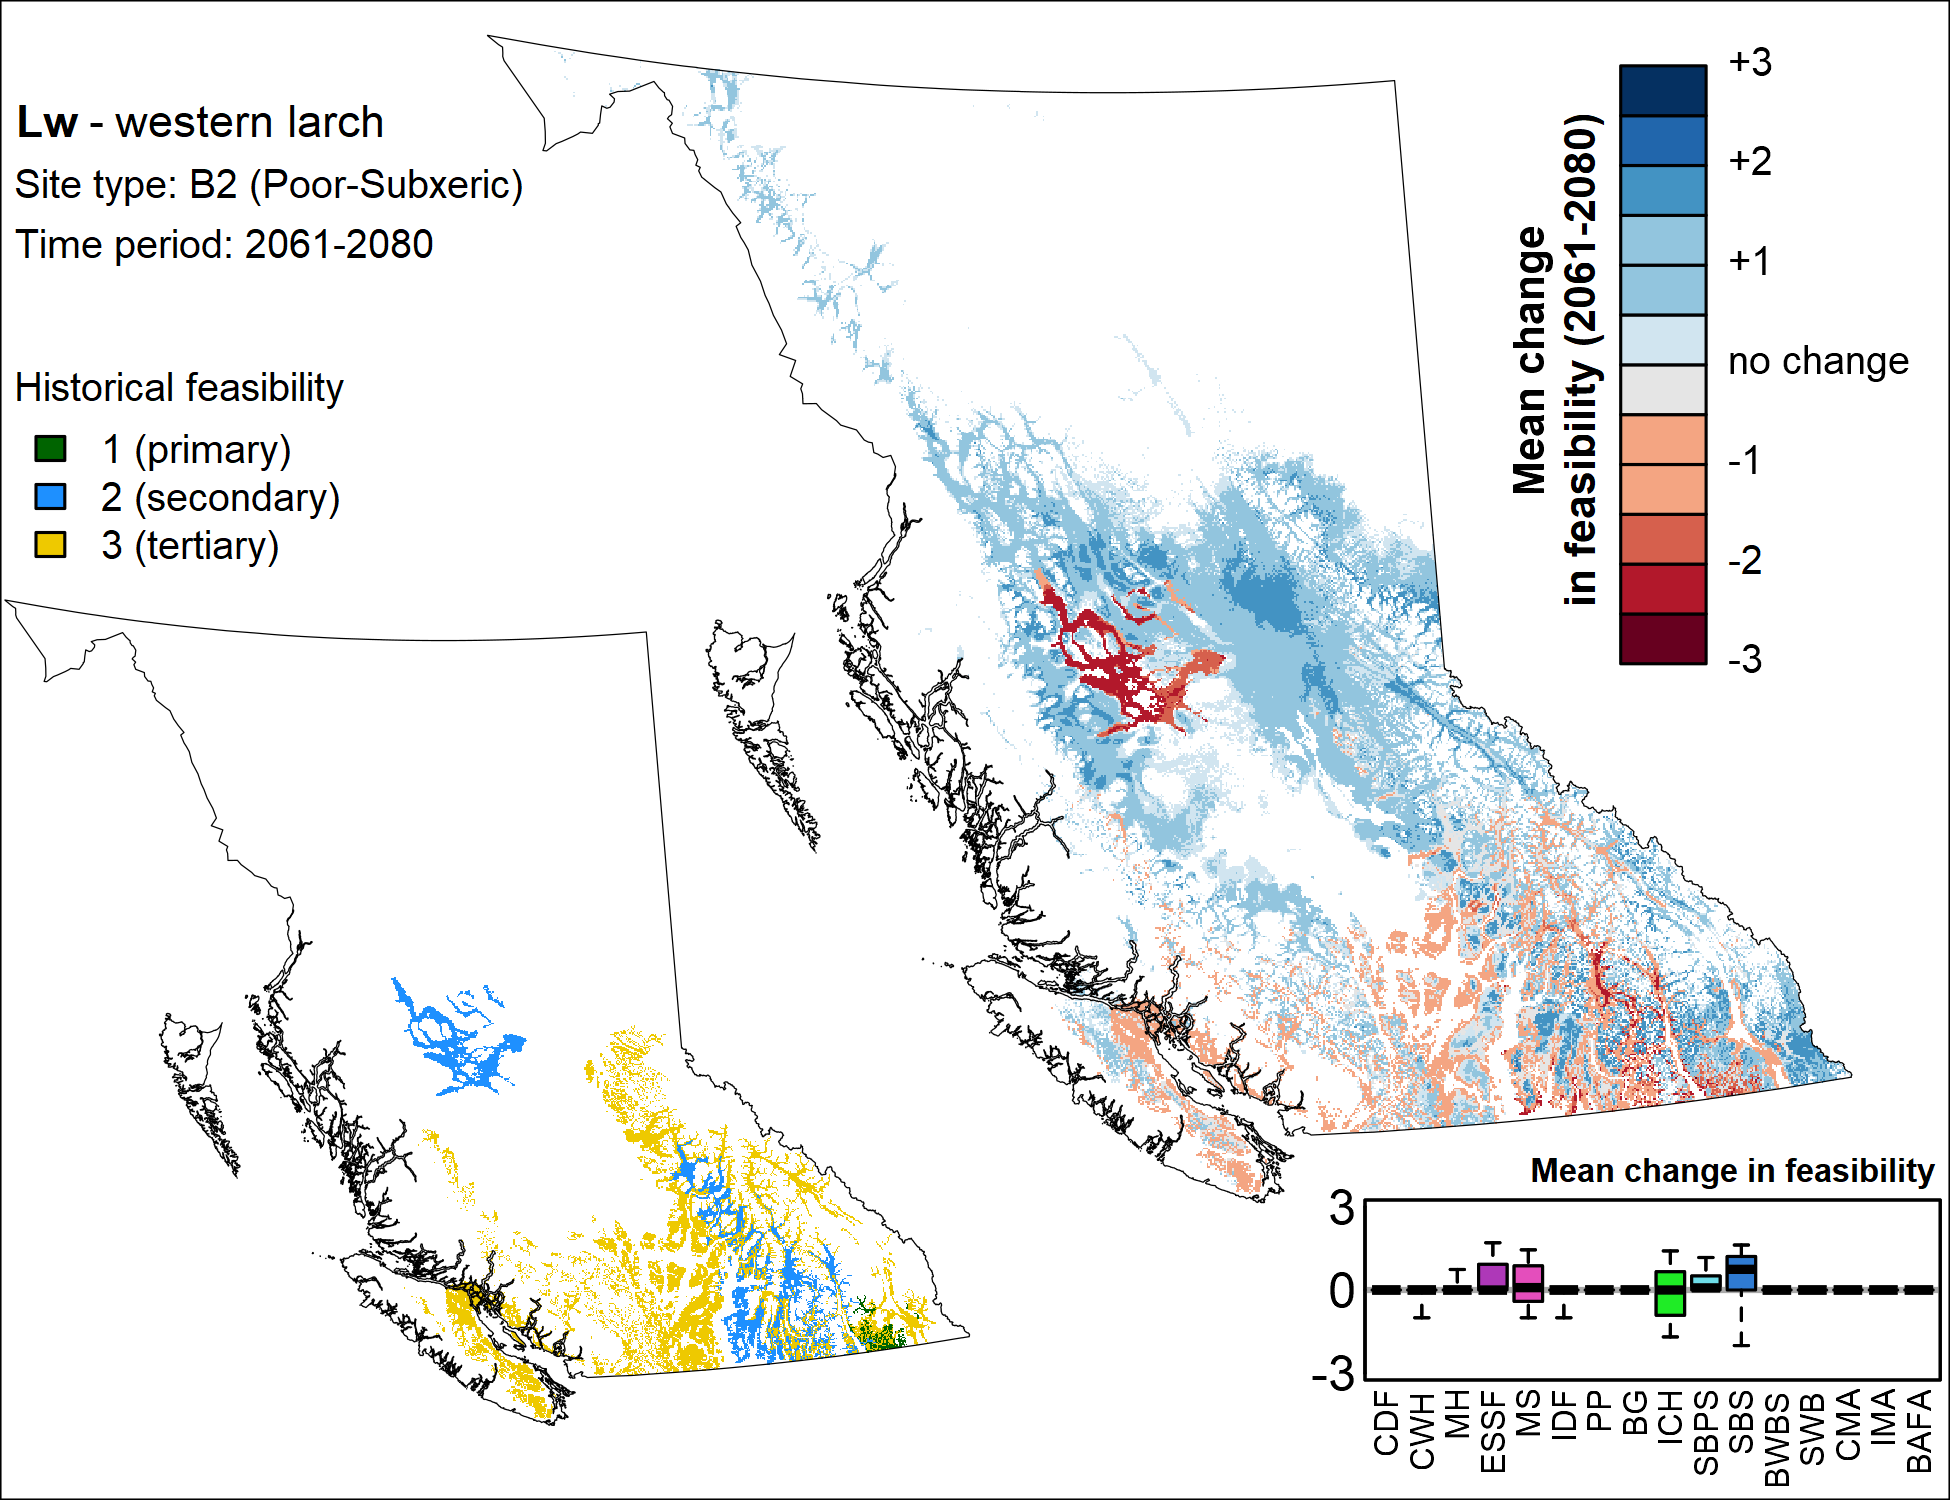 Lw - western larch
Site type: B2 (Poor-Subxeric)
Time period: 2061-2080
Historical feasibility
1 (primary)
2 (secondary)
3 (tertiary)
Mean change
in feasibility (2061-2080)
+3
+2
+1
no change
-1
-2
-3
Mean change in feasibility
3
0
-3
CDF
CWH
MH
ESSF
MS
IDF
PP
BG
ICH
SBPS
SBS
BWBS
SWB
CMA
IMA
BAFA